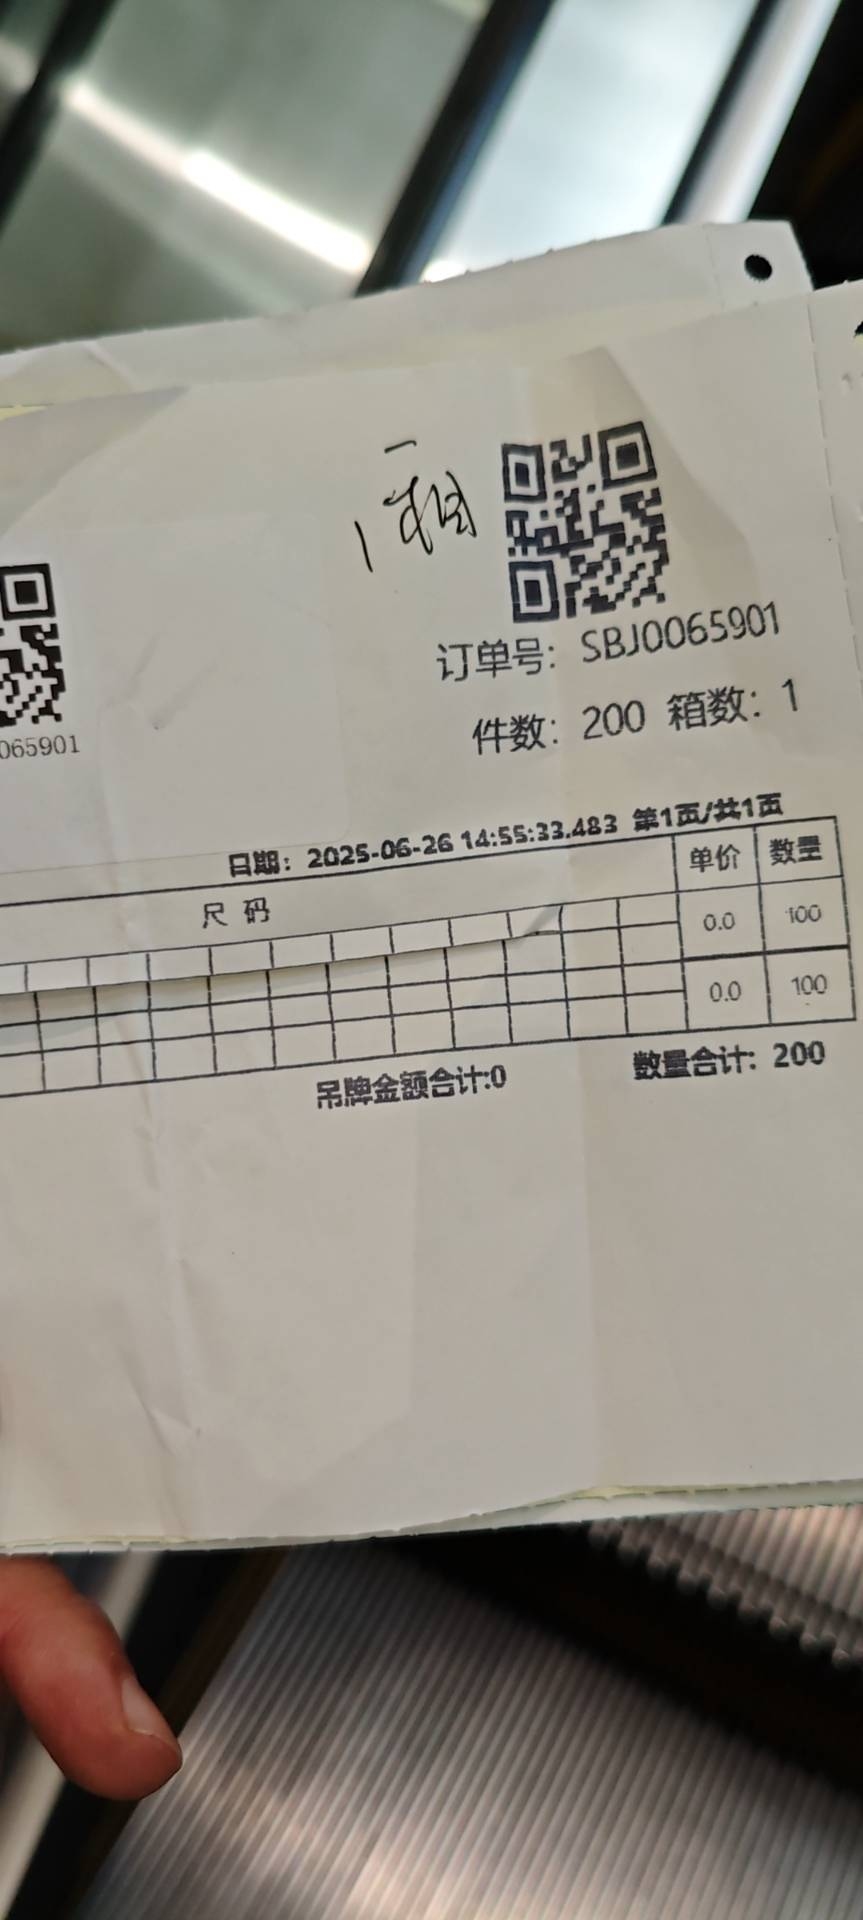 1箱
订单号: SBJ0065901
件数: 200 箱数: 1
065901
日期: 2025-06-26 14:55:33.483 第1页/共1页
尺 码 单价 数量
0.0 100
0.0 100
吊牌金额合计:0 数量合计: 200